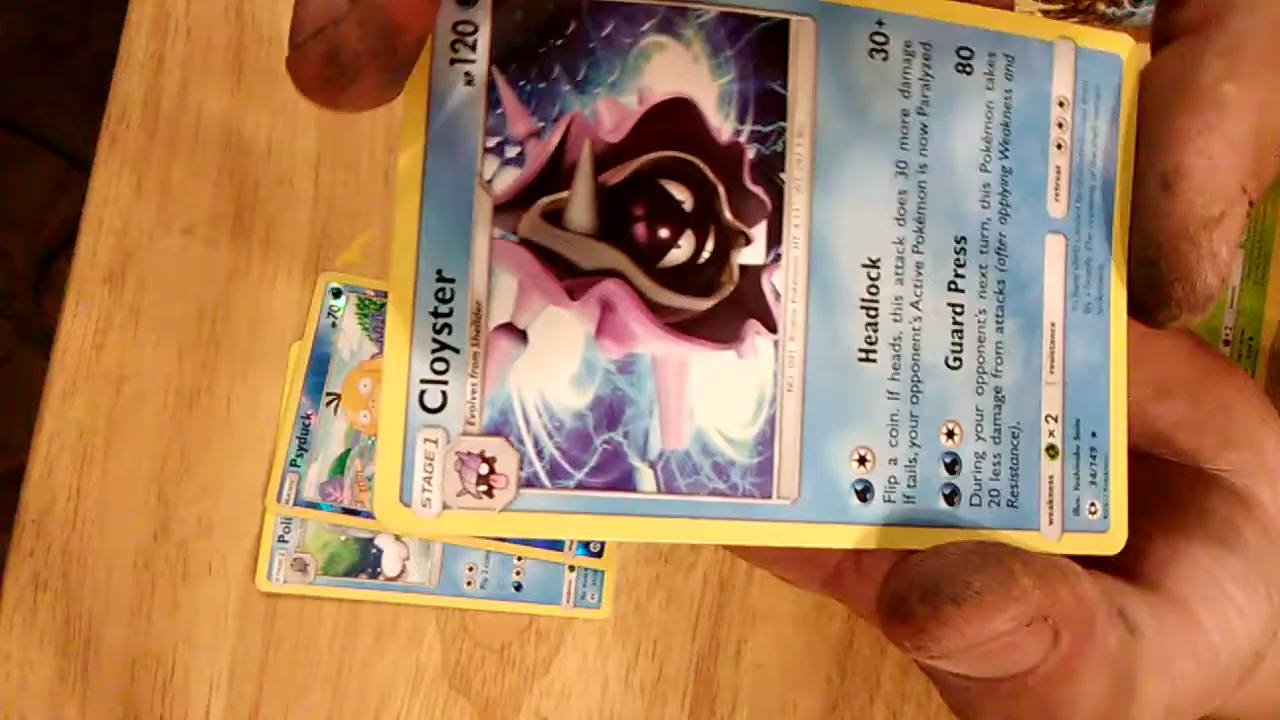 STAGE 1
Cloyster
HP 120
Evolves from Shellder
Headlock 30+
Flip a coin. If heads, this attack does 30 more damage.
If tails, your opponent's Active Pokémon is now Paralyzed.
Guard Press 80
During your opponent's next turn, this Pokémon takes
20 less damage from attacks (after applying Weakness and
Resistance).
weakness ×2 resistance retreat
34/149
Psyduck
70
Poli